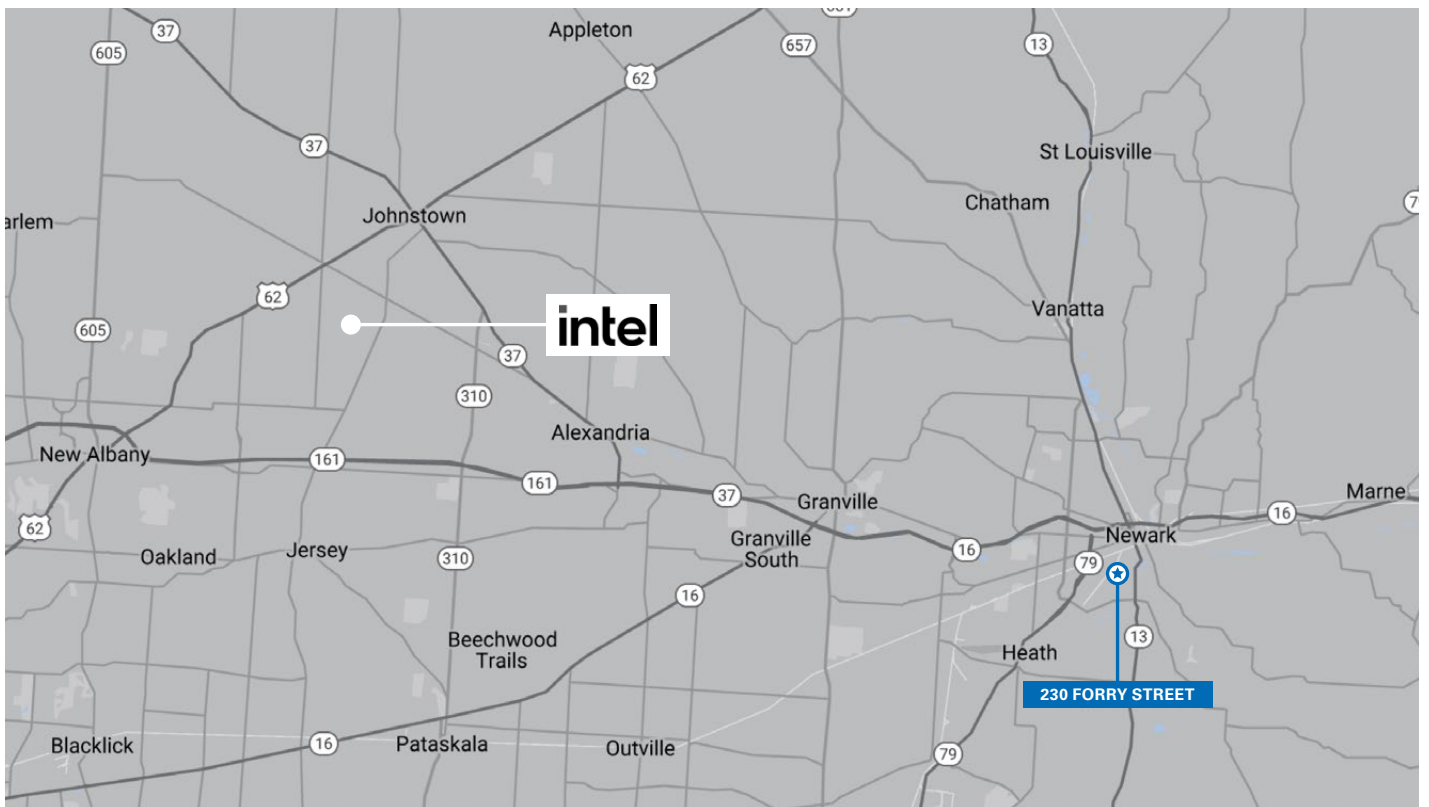 37
605
Appleton
62
657
13
37
St Louisville
Chatham
Johnstown
arlem
62
605
intel
Vanatta
37
310
Alexandria
New Albany
161
161
37
Granville
Marne
16
62
Oakland
Jersey
310
Granville
South
16
Newark
79
16
Beechwood
Trails
13
Heath
230 FORRY STREET
Blacklick
16
Pataskala
Outville
79